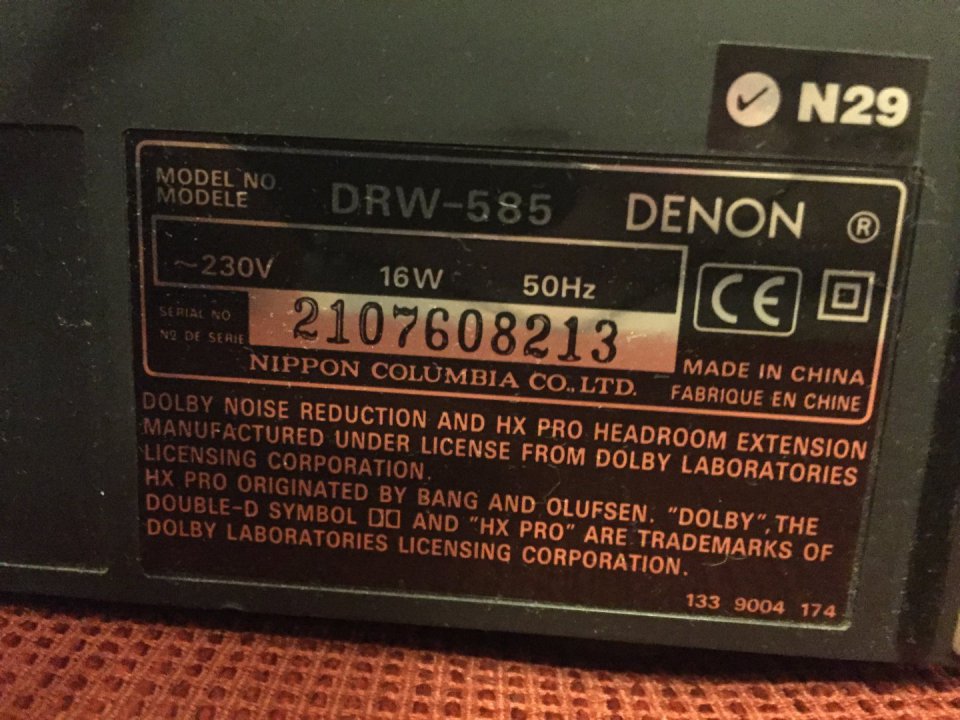 N29
MODEL NO.
MODELE
DRW-585
DENON ®
~230V 16W 50Hz
CE
SERIAL NO.
Nº DE SERIE
2107608213
NIPPON COLUMBIA CO.,LTD.
MADE IN CHINA
FABRIQUE EN CHINE
DOLBY NOISE REDUCTION AND HX PRO HEADROOM EXTENSION
MANUFACTURED UNDER LICENSE FROM DOLBY LABORATORIES
LICENSING CORPORATION.
HX PRO ORIGINATED BY BANG AND OLUFSEN. "DOLBY", THE
DOUBLE-D SYMBOL AND "HX PRO" ARE TRADEMARKS OF
DOLBY LABORATORIES LICENSING CORPORATION.
133 9004 174